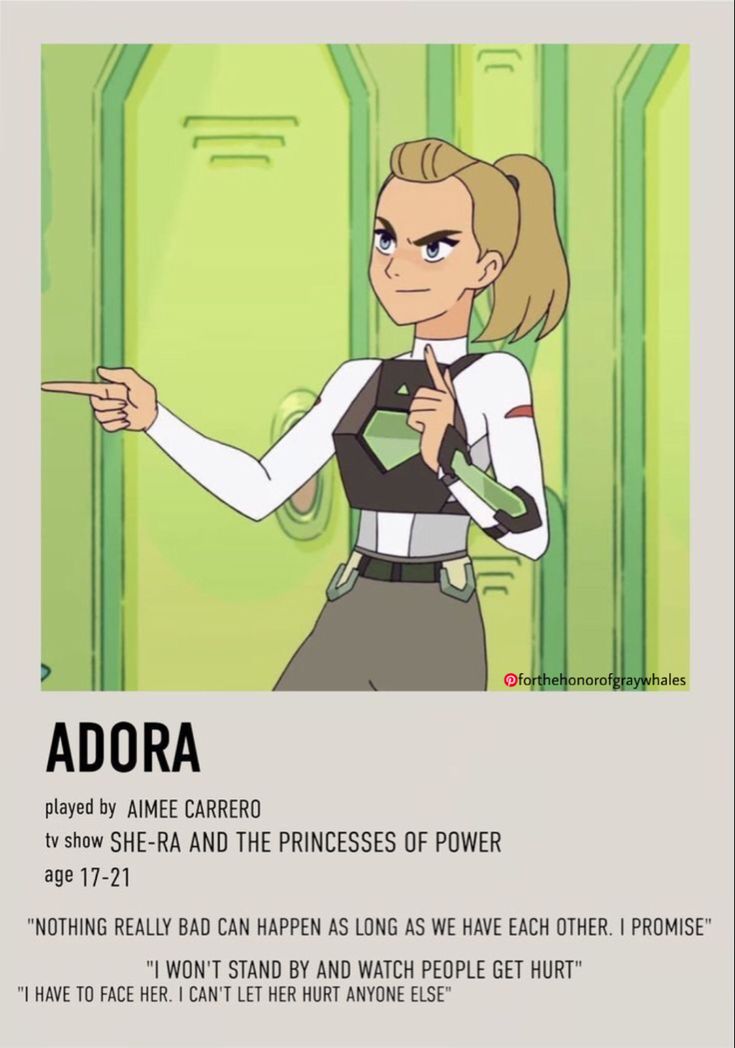 forthehonorofgraywhales
ADORA
played by AIMEE CARRERO
tv show SHE-RA AND THE PRINCESSES OF POWER
age 17-21
"NOTHING REALLY BAD CAN HAPPEN AS LONG AS WE HAVE EACH OTHER. I PROMISE"
"I WON'T STAND BY AND WATCH PEOPLE GET HURT"
"I HAVE TO FACE HER. I CAN'T LET HER HURT ANYONE ELSE"